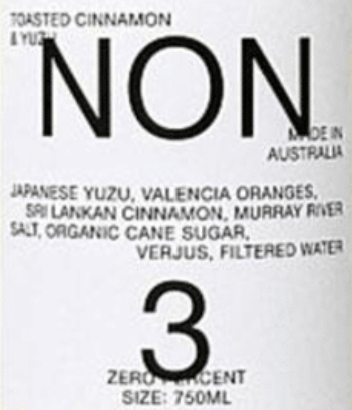 TOASTED CINNAMON
& YUZU
NON
MADE IN
AUSTRALIA
JAPANESE YUZU, VALENCIA ORANGES,
SRI LANKAN CINNAMON, MURRAY RIVER
SALT, ORGANIC CANE SUGAR,
VERJUS, FILTERED WATER
3
ZERO PERCENT
SIZE: 750ML